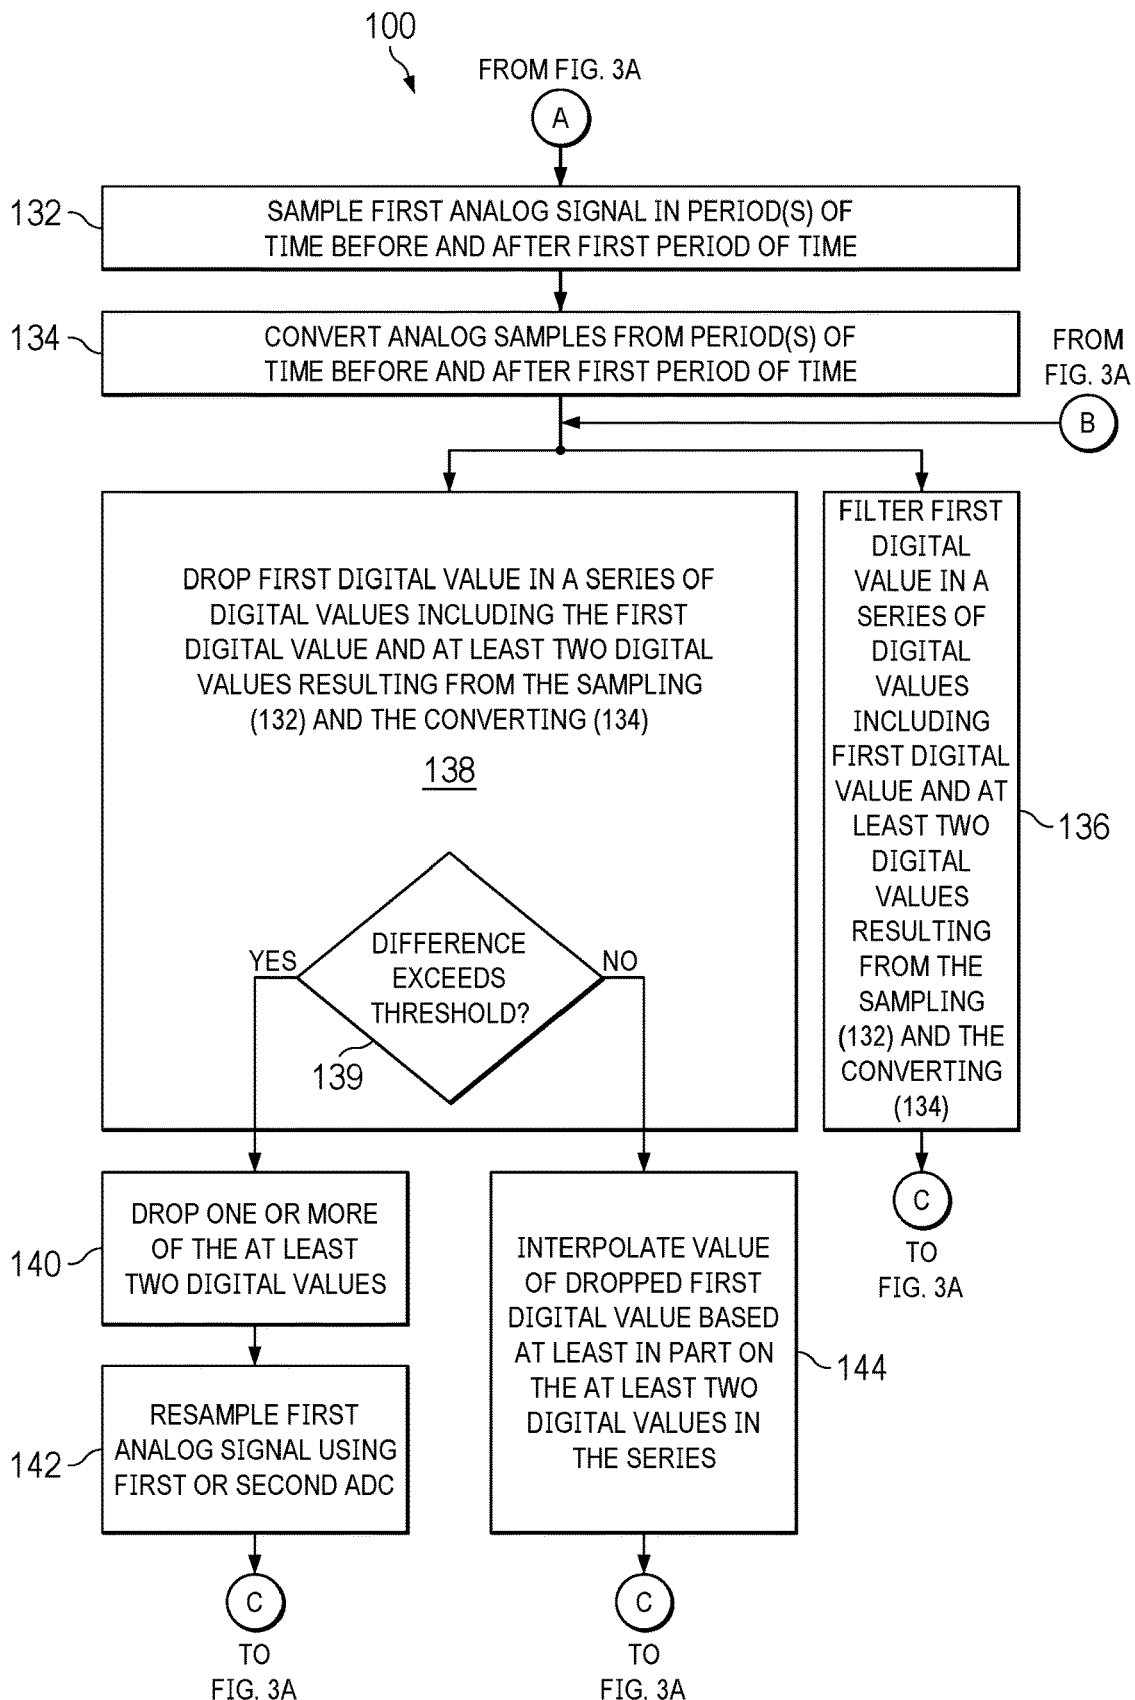 100
FROM FIG. 3A
A
132
SAMPLE FIRST ANALOG SIGNAL IN PERIOD(S) OF
TIME BEFORE AND AFTER FIRST PERIOD OF TIME
134
CONVERT ANALOG SAMPLES FROM PERIOD(S) OF
TIME BEFORE AND AFTER FIRST PERIOD OF TIME
FROM
FIG. 3A
B
DROP FIRST DIGITAL VALUE IN A SERIES OF
DIGITAL VALUES INCLUDING THE FIRST
DIGITAL VALUE AND AT LEAST TWO DIGITAL
VALUES RESULTING FROM THE SAMPLING
(132) AND THE CONVERTING (134)
138
DIFFERENCE
EXCEEDS
THRESHOLD?
YES
NO
139
FILTER FIRST
DIGITAL
VALUE IN A
SERIES OF
DIGITAL
VALUES
INCLUDING
FIRST DIGITAL
VALUE AND AT
LEAST TWO
DIGITAL
VALUES
RESULTING
FROM THE
SAMPLING
(132) AND THE
CONVERTING
(134)
136
C
TO
FIG. 3A
140
DROP ONE OR MORE
OF THE AT LEAST
TWO DIGITAL VALUES
142
RESAMPLE FIRST
ANALOG SIGNAL USING
FIRST OR SECOND ADC
C
TO
FIG. 3A
INTERPOLATE VALUE
OF DROPPED FIRST
DIGITAL VALUE BASED
AT LEAST IN PART ON
THE AT LEAST TWO
DIGITAL VALUES IN
THE SERIES
144
C
TO
FIG. 3A